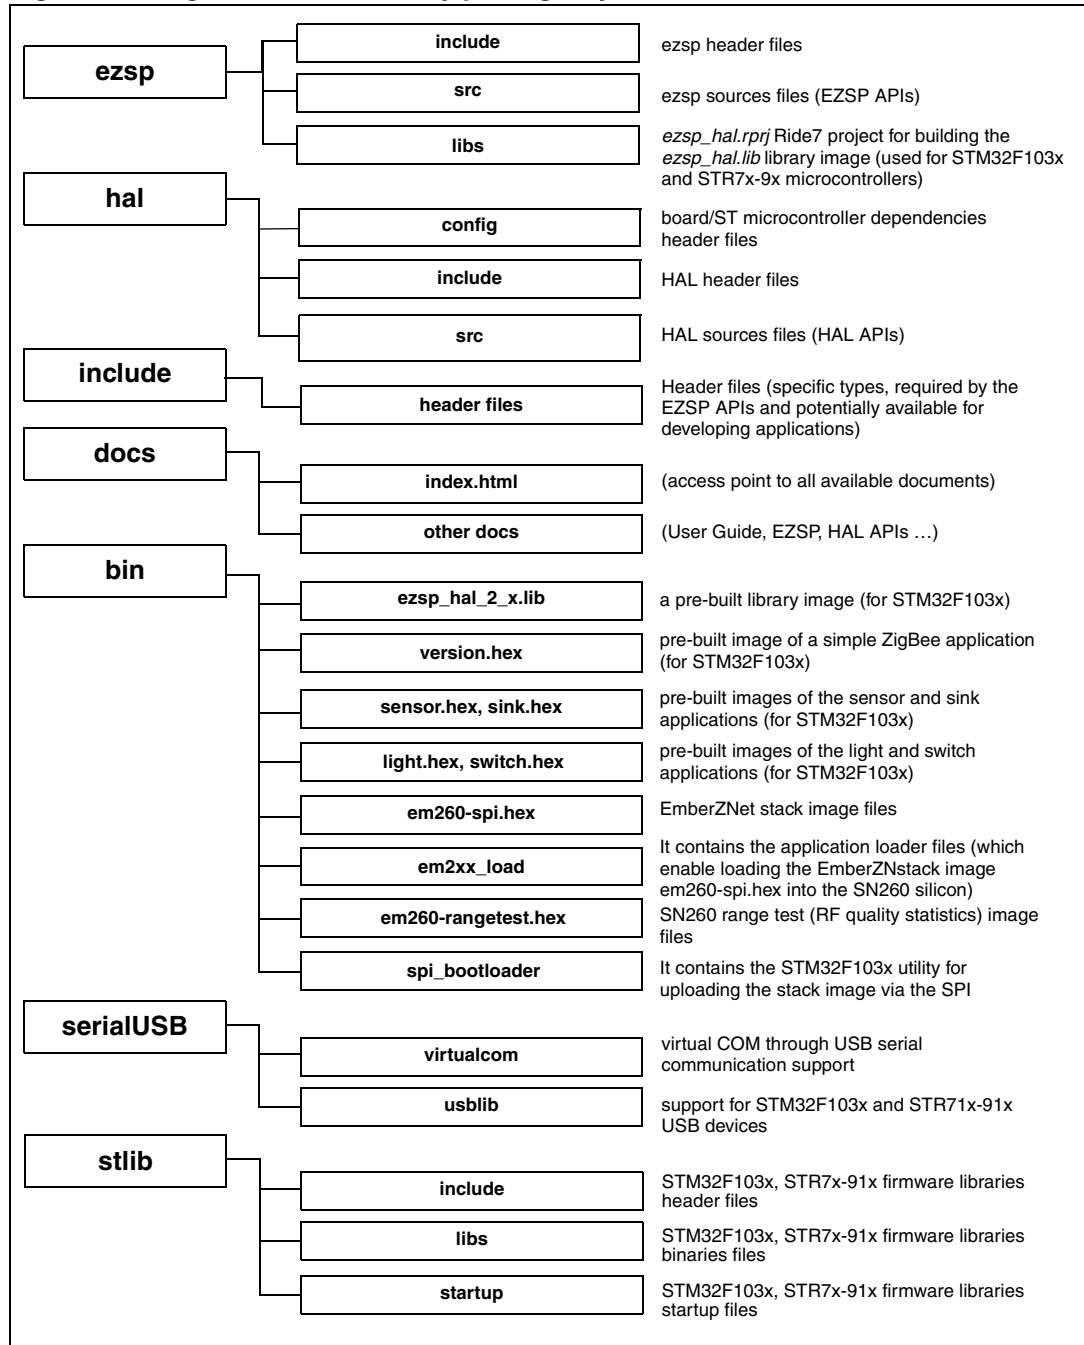 ezsp
include
ezsp header files
src
ezsp sources files (EZSP APIs)
libs
ezsp_hal.rprj Ride7 project for building the
ezsp_hal.lib library image (used for STM32F103x
and STR7x-9x microcontrollers)
hal
config
board/ST microcontroller dependencies
header files
include
HAL header files
src
HAL sources files (HAL APIs)
include
header files
Header files (specific types, required by the
EZSP APIs and potentially available for
developing applications)
docs
index.html
(access point to all available documents)
other docs
(User Guide, EZSP, HAL APIs …)
bin
ezsp_hal_2_x.lib
a pre-built library image (for STM32F103x)
version.hex
pre-built image of a simple ZigBee application
(for STM32F103x)
sensor.hex, sink.hex
pre-built images of the sensor and sink
applications (for STM32F103x)
light.hex, switch.hex
pre-built images of the light and switch
applications (for STM32F103x)
em260-spi.hex
EmberZNet stack image files
em2xx_load
It contains the application loader files (which
enable loading the EmberZNstack image
em260-spi.hex into the SN260 silicon)
em260-rangetest.hex
SN260 range test (RF quality statistics) image
files
spi_bootloader
It contains the STM32F103x utility for
uploading the stack image via the SPI
serialUSB
virtualcom
virtual COM through USB serial
communication support
usblib
support for STM32F103x and STR71x-91x
USB devices
stlib
include
STM32F103x, STR7x-91x firmware libraries
header files
libs
STM32F103x, STR7x-91x firmware libraries
binaries files
startup
STM32F103x, STR7x-91x firmware libraries
startup files